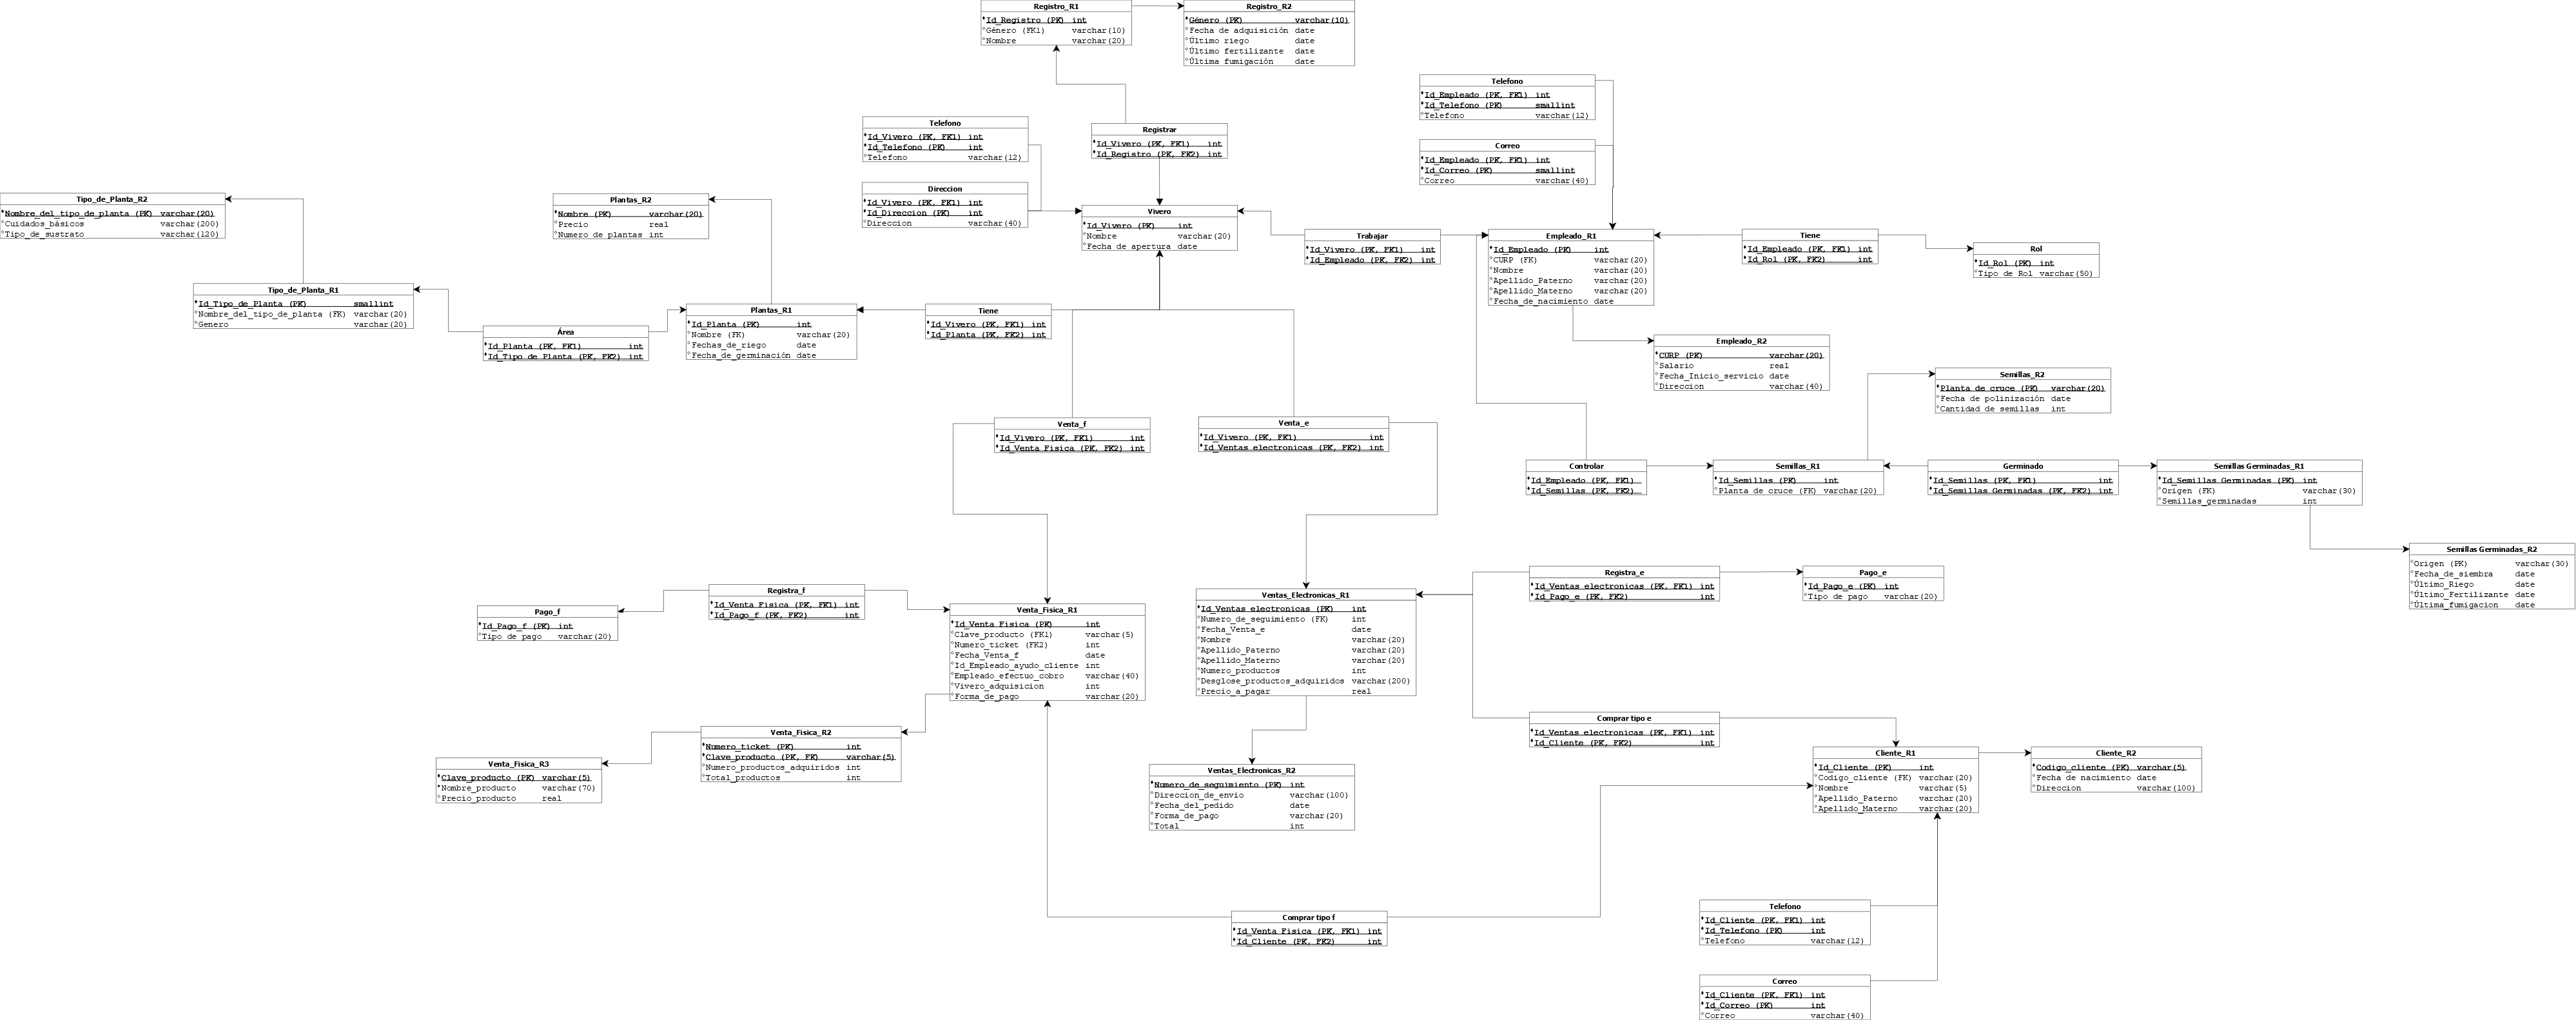 Registro_R1
Id_Registro (PK) int
Género (FK1) varchar(10)
Nombre varchar(20)
Registro_R2
Género (PK) varchar(10)
Fecha de adquisición date
Último riego date
Último fertilizante date
Última fumigación date
Telefono
Id_Empleado (PK, FK1) int
Id_Telefono (PK) smallint
Telefono varchar(12)
Correo
Id_Empleado (PK, FK1) int
Id_Correo (PK) smallint
Correo varchar(40)
Telefono
Id_Vivero (PK, FK1) int
Id_Telefono (PK) int
Telefono varchar(12)
Registrar
Id_Vivero (PK, FK1) int
Id_Registro (PK, FK2) int
Direccion
Id_Vivero (PK, FK1) int
Id_Direccion (PK) int
Direccion varchar(40)
Tipo_de_Planta_R2
Nombre_del_tipo_de_planta (PK) varchar(20)
Cuidados_básicos varchar(200)
Tipo_de_sustrato varchar(120)
Plantas_R2
Nombre (PK) varchar(20)
Precio real
Numero_de_plantas int
Vivero
Id_Vivero (PK) int
Nombre varchar(20)
Fecha_de_apertura date
Trabajar
Id_Vivero (PK, FK1) int
Id_Empleado (PK, FK2) int
Empleado_R1
Id_Empleado (PK) int
CURP (FK) varchar(20)
Nombre varchar(20)
Apellido_Paterno varchar(20)
Apellido_Materno varchar(20)
Fecha_de_nacimiento date
Tiene
Id_Empleado (PK, FK1) int
Id_Rol (PK, FK2) int
Rol
Id_Rol (PK) int
Tipo de Rol varchar(50)
Tipo_de_Planta_R1
Id_Tipo_de_Planta (PK) smallint
Nombre_del_tipo_de_planta (FK) varchar(20)
Genero varchar(20)
Área
Id_Planta (PK, FK1) int
Id_Tipo_de_Planta (PK, FK2) int
Plantas_R1
Id_Planta (PK) int
Nombre (FK) varchar(20)
Fechas_de_riego date
Fecha_de_germinación date
Tiene
Id_Vivero (PK, FK1) int
Id_Planta (PK, FK2) int
Empleado_R2
CURP (PK) varchar(20)
Salario real
Fecha_Inicio_servicio date
Direccion varchar(40)
Semillas_R2
Planta de cruce (PK) varchar(20)
Fecha de polinización date
Cantidad de semillas int
Venta_f
Id_Vivero (PK, FK1) int
Id_Venta Fisica (PK, FK2) int
Venta_e
Id_Vivero (PK, FK1) int
Id_Ventas electronicas (PK, FK2) int
Controlar
Id_Empleado (PK, FK1)
Id_Semillas (PK, FK2)
Semillas_R1
Id_Semillas (PK) int
Planta de cruce (FK) varchar(20)
Germinado
Id_Semillas (PK, FK1) int
Id_Semillas Germinadas (PK, FK2) int
Semillas Germinadas_R1
Id_Semillas Germinadas (PK) int
Origen (FK) varchar(30)
Semillas_germinadas int
Semillas Germinadas_R2
Origen (PK) varchar(30)
Fecha_de_siembra date
Último_Riego date
Último_Fertilizante date
Última_fumigacion date
Pago_f
Id_Pago_f (PK) int
Tipo de pago varchar(20)
Registra_f
Id_Venta Fisica (PK, FK1) int
Id_Pago_f (PK, FK2) int
Venta_Fisica_R1
Id_Venta Fisica (PK) int
Clave_producto (FK1) varchar(5)
Numero_ticket (FK2) int
Fecha_Venta_f date
Id_Empleado_ayudo_cliente int
Empleado_efectuo_cobro varchar(40)
Vivero_adquisicion int
Forma_de_pago varchar(20)
Ventas_Electronicas_R1
Id_Ventas electronicas (PK) int
Numero_de_seguimiento (FK) int
Fecha_Venta_e date
Nombre varchar(20)
Apellido_Paterno varchar(20)
Apellido_Materno varchar(20)
Numero_productos int
Desglose_productos_adquiridos varchar(200)
Precio_a_pagar real
Registra_e
Id_Ventas electronicas (PK, FK1) int
Id_Pago_e (PK, FK2) int
Pago_e
Id_Pago_e (PK) int
Tipo de pago varchar(20)
Venta_Fisica_R3
Clave_producto (PK) varchar(5)
Nombre_producto varchar(70)
Precio_producto real
Venta_Fisica_R2
Numero_ticket (PK) int
Clave_producto (PK, FK) varchar(5)
Numero_productos_adquiridos int
Total_productos int
Ventas_Electronicas_R2
Numero_de_seguimiento (PK) int
Direccion_de_envio varchar(100)
Fecha_del_pedido date
Forma_de_pago varchar(20)
Total int
Comprar tipo e
Id_Ventas electronicas (PK, FK1) int
Id_Cliente (PK, FK2) int
Cliente_R1
Id_Cliente (PK) int
Codigo_cliente (FK) varchar(20)
Nombre varchar(5)
Apellido_Paterno varchar(20)
Apellido_Materno varchar(20)
Cliente_R2
Codigo_cliente (PK) varchar(5)
Fecha de nacimiento date
Direccion varchar(100)
Comprar tipo f
Id_Venta Fisica (PK, FK1) int
Id_Cliente (PK, FK2) int
Telefono
Id_Cliente (PK, FK1) int
Id_Telefono (PK) int
Telefono varchar(12)
Correo
Id_Cliente (PK, FK1) int
Id_Correo (PK) int
Correo varchar(40)